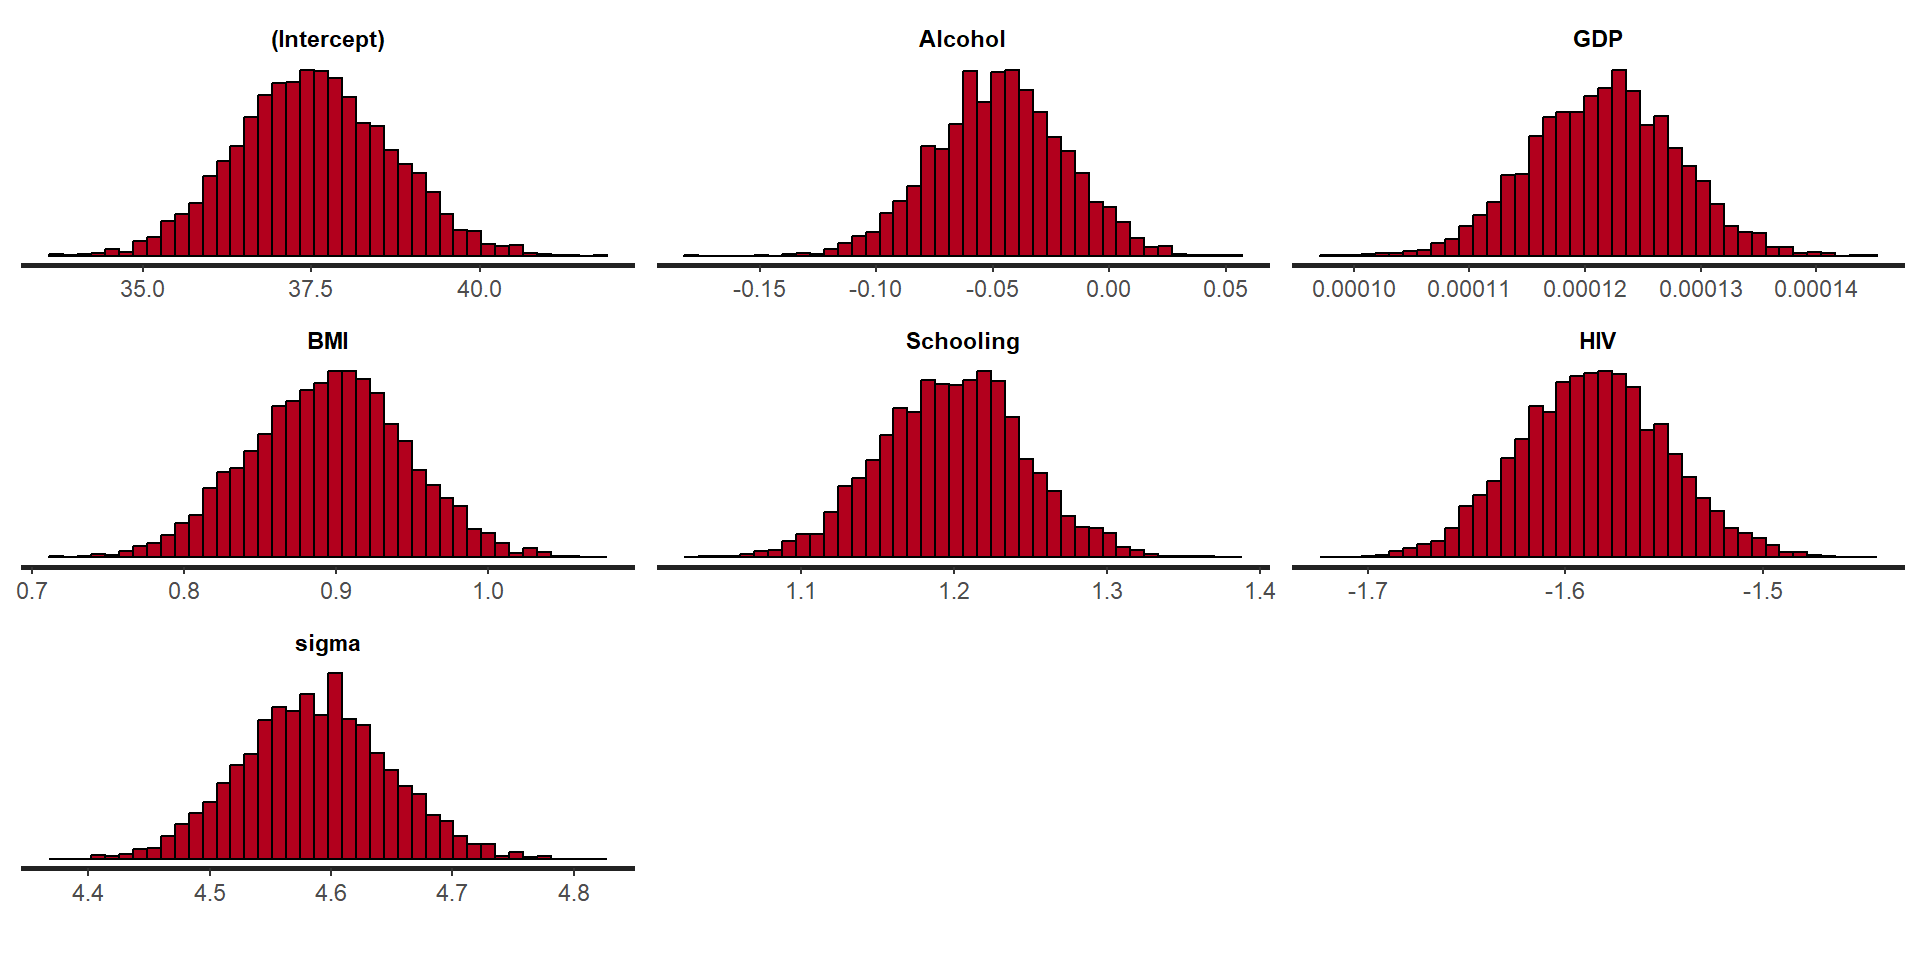 (Intercept) Alcohol GDP
35.0 37.5 40.0 -0.15 -0.10 -0.05 0.00 0.05 0.00010 0.00011 0.00012 0.00013 0.00014
BMI Schooling HIV
0.7 0.8 0.9 1.0 1.1 1.2 1.3 1.4 -1.7 -1.6 -1.5
sigma
4.4 4.5 4.6 4.7 4.8